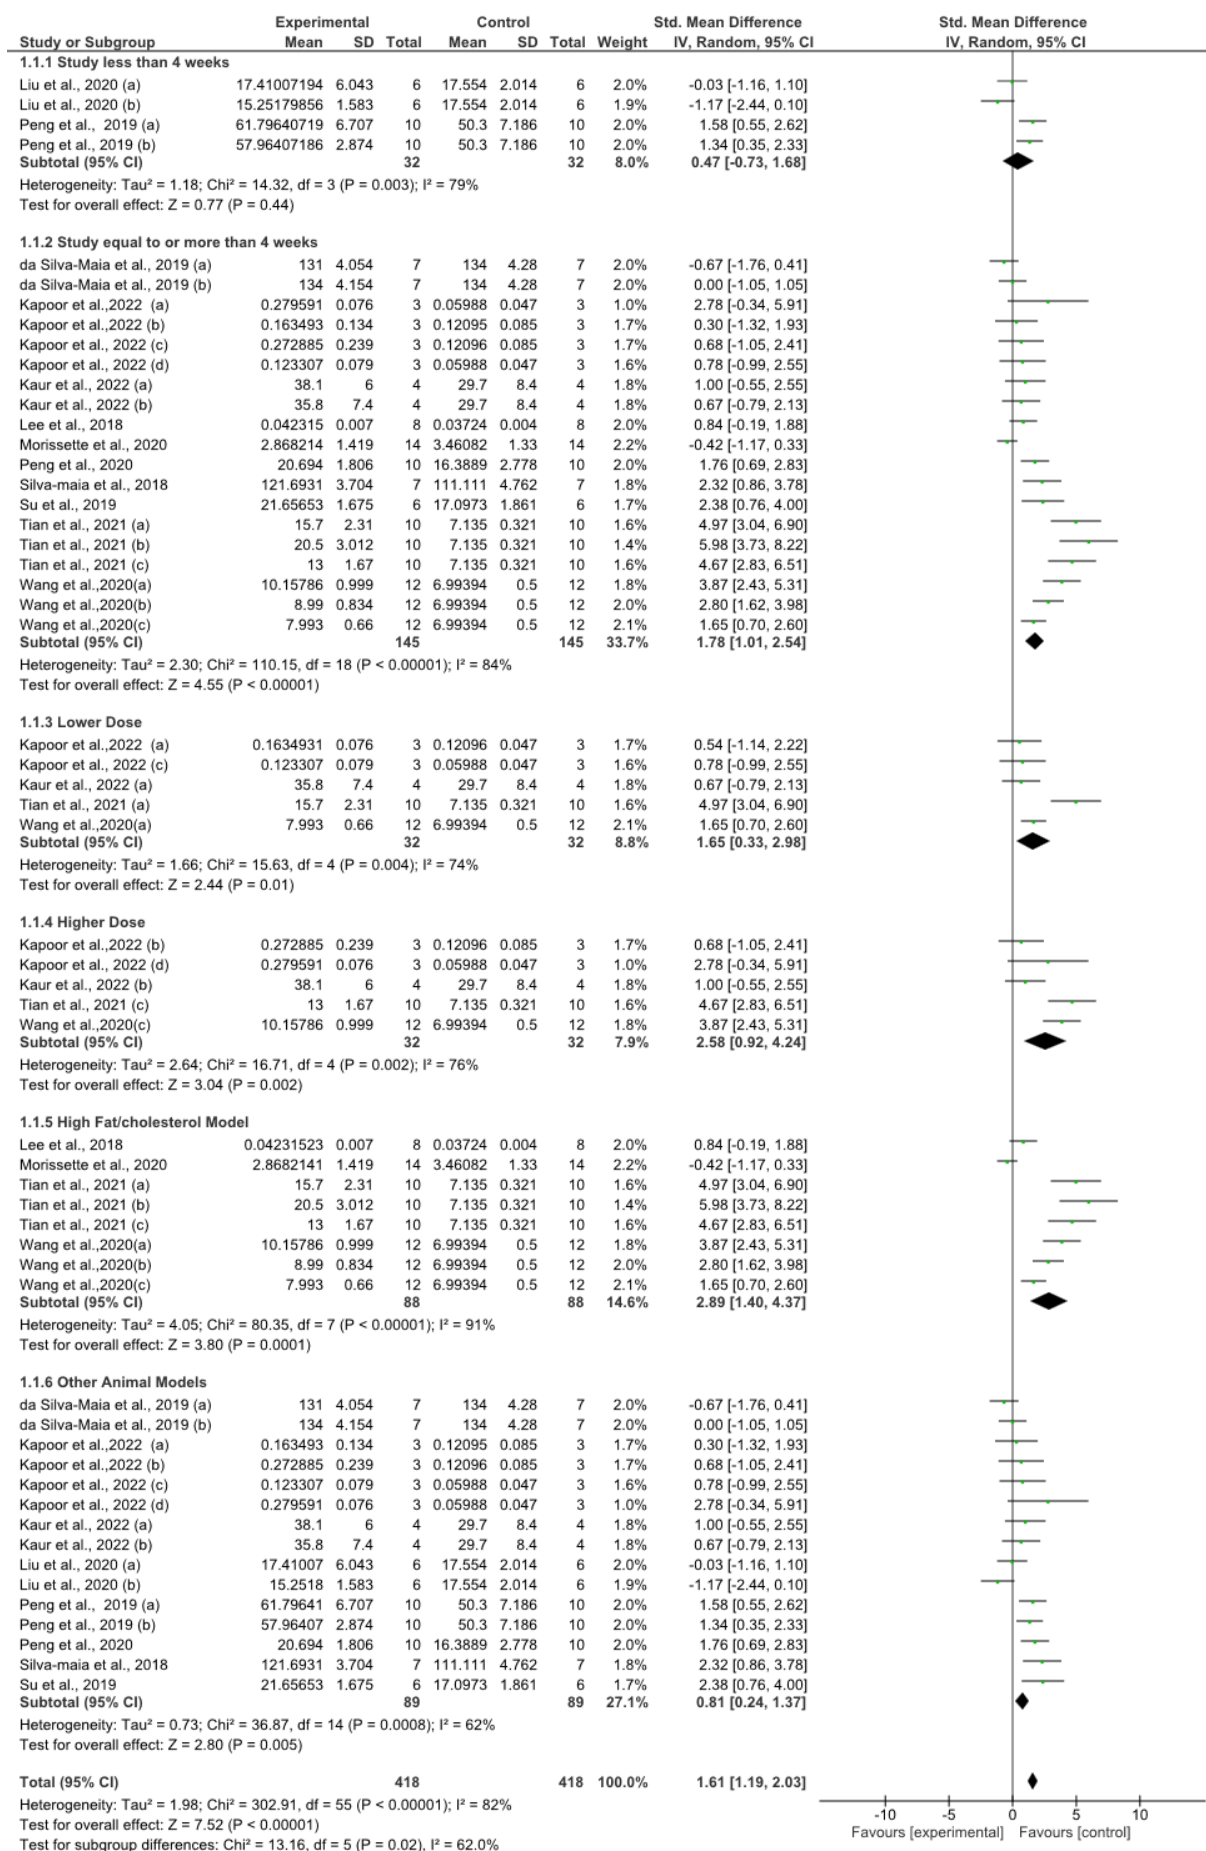 Experimental Control Std. Mean Difference Std. Mean Difference
Study or Subgroup Mean SD Total Mean SD Total Weight IV, Random, 95% CI IV, Random, 95% CI
1.1.1 Study less than 4 weeks
Liu et al., 2020 (a) 17.41007194 6.043 6 17.554 2.014 6 2.0% -0.03 [-1.16, 1.10]
Liu et al., 2020 (b) 15.25179856 1.583 6 17.554 2.014 6 1.9% -1.17 [-2.44, 0.10]
Peng et al., 2019 (a) 61.79640719 6.707 10 50.3 7.186 10 2.0% 1.58 [0.55, 2.62]
Peng et al., 2019 (b) 57.96407186 2.874 10 50.3 7.186 10 2.0% 1.34 [0.35, 2.33]
Subtotal (95% CI) 32 32 8.0% 0.47 [-0.73, 1.68]
Heterogeneity: Tau² = 1.18; Chi² = 14.32, df = 3 (P = 0.003); I² = 79%
Test for overall effect: Z = 0.77 (P = 0.44)
1.1.2 Study equal to or more than 4 weeks
da Silva-Maia et al., 2019 (a) 131 4.054 7 134 4.28 7 2.0% -0.67 [-1.76, 0.41]
da Silva-Maia et al., 2019 (b) 134 4.154 7 134 4.28 7 2.0% 0.00 [-1.05, 1.05]
Kapoor et al.,2022 (a) 0.279591 0.076 3 0.05988 0.047 3 1.0% 2.78 [-0.34, 5.91]
Kapoor et al.,2022 (b) 0.163493 0.134 3 0.12095 0.085 3 1.7% 0.30 [-1.32, 1.93]
Kapoor et al., 2022 (c) 0.272885 0.239 3 0.12096 0.085 3 1.7% 0.68 [-1.05, 2.41]
Kapoor et al., 2022 (d) 0.123307 0.079 3 0.05988 0.047 3 1.6% 0.78 [-0.99, 2.55]
Kaur et al., 2022 (a) 38.1 6 4 29.7 8.4 4 1.8% 1.00 [-0.55, 2.55]
Kaur et al., 2022 (b) 35.8 7.4 4 29.7 8.4 4 1.8% 0.67 [-0.79, 2.13]
Lee et al., 2018 0.042315 0.007 8 0.03724 0.004 8 2.0% 0.84 [-0.19, 1.88]
Morissette et al., 2020 2.868214 1.419 14 3.46082 1.33 14 2.2% -0.42 [-1.17, 0.33]
Peng et al., 2020 20.694 1.806 10 16.3889 2.778 10 2.0% 1.76 [0.69, 2.83]
Silva-maia et al., 2018 121.6931 3.704 7 111.111 4.762 7 1.8% 2.32 [0.86, 3.78]
Su et al., 2019 21.65653 1.675 6 17.0973 1.861 6 1.7% 2.38 [0.76, 4.00]
Tian et al., 2021 (a) 15.7 2.31 10 7.135 0.321 10 1.6% 4.97 [3.04, 6.90]
Tian et al., 2021 (b) 20.5 3.012 10 7.135 0.321 10 1.4% 5.98 [3.73, 8.22]
Tian et al., 2021 (c) 13 1.67 10 7.135 0.321 10 1.6% 4.67 [2.83, 6.51]
Wang et al.,2020(a) 10.15786 0.999 12 6.99394 0.5 12 1.8% 3.87 [2.43, 5.31]
Wang et al.,2020(b) 8.99 0.834 12 6.99394 0.5 12 2.0% 2.80 [1.62, 3.98]
Wang et al.,2020(c) 7.993 0.66 12 6.99394 0.5 12 2.1% 1.65 [0.70, 2.60]
Subtotal (95% CI) 145 145 33.7% 1.78 [1.01, 2.54]
Heterogeneity: Tau² = 2.30; Chi² = 110.15, df = 18 (P < 0.00001); I² = 84%
Test for overall effect: Z = 4.55 (P < 0.00001)
1.1.3 Lower Dose
Kapoor et al.,2022 (a) 0.1634931 0.076 3 0.12096 0.047 3 1.7% 0.54 [-1.14, 2.22]
Kapoor et al., 2022 (c) 0.123307 0.079 3 0.05988 0.047 3 1.6% 0.78 [-0.99, 2.55]
Kaur et al., 2022 (a) 35.8 7.4 4 29.7 8.4 4 1.8% 0.67 [-0.79, 2.13]
Tian et al., 2021 (a) 15.7 2.31 10 7.135 0.321 10 1.6% 4.97 [3.04, 6.90]
Wang et al.,2020(a) 7.993 0.66 12 6.99394 0.5 12 2.1% 1.65 [0.70, 2.60]
Subtotal (95% CI) 32 32 8.8% 1.65 [0.33, 2.98]
Heterogeneity: Tau² = 1.66; Chi² = 15.63, df = 4 (P = 0.004); I² = 74%
Test for overall effect: Z = 2.44 (P = 0.01)
1.1.4 Higher Dose
Kapoor et al.,2022 (b) 0.272885 0.239 3 0.12096 0.085 3 1.7% 0.68 [-1.05, 2.41]
Kapoor et al., 2022 (d) 0.279591 0.076 3 0.05988 0.047 3 1.0% 2.78 [-0.34, 5.91]
Kaur et al., 2022 (b) 38.1 6 4 29.7 8.4 4 1.8% 1.00 [-0.55, 2.55]
Tian et al., 2021 (c) 13 1.67 10 7.135 0.321 10 1.6% 4.67 [2.83, 6.51]
Wang et al.,2020(c) 10.15786 0.999 12 6.99394 0.5 12 1.8% 3.87 [2.43, 5.31]
Subtotal (95% CI) 32 32 7.9% 2.58 [0.92, 4.24]
Heterogeneity: Tau² = 2.64; Chi² = 16.71, df = 4 (P = 0.002); I² = 76%
Test for overall effect: Z = 3.04 (P = 0.002)
1.1.5 High Fat/cholesterol Model
Lee et al., 2018 0.04231523 0.007 8 0.03724 0.004 8 2.0% 0.84 [-0.19, 1.88]
Morissette et al., 2020 2.8682141 1.419 14 3.46082 1.33 14 2.2% -0.42 [-1.17, 0.33]
Tian et al., 2021 (a) 15.7 2.31 10 7.135 0.321 10 1.6% 4.97 [3.04, 6.90]
Tian et al., 2021 (b) 20.5 3.012 10 7.135 0.321 10 1.4% 5.98 [3.73, 8.22]
Tian et al., 2021 (c) 13 1.67 10 7.135 0.321 10 1.6% 4.67 [2.83, 6.51]
Wang et al.,2020(a) 10.15786 0.999 12 6.99394 0.5 12 1.8% 3.87 [2.43, 5.31]
Wang et al.,2020(b) 8.99 0.834 12 6.99394 0.5 12 2.0% 2.80 [1.62, 3.98]
Wang et al.,2020(c) 7.993 0.66 12 6.99394 0.5 12 2.1% 1.65 [0.70, 2.60]
Subtotal (95% CI) 88 88 14.6% 2.89 [1.40, 4.37]
Heterogeneity: Tau² = 4.05; Chi² = 80.35, df = 7 (P < 0.00001); I² = 91%
Test for overall effect: Z = 3.80 (P = 0.0001)
1.1.6 Other Animal Models
da Silva-Maia et al., 2019 (a) 131 4.054 7 134 4.28 7 2.0% -0.67 [-1.76, 0.41]
da Silva-Maia et al., 2019 (b) 134 4.154 7 134 4.28 7 2.0% 0.00 [-1.05, 1.05]
Kapoor et al.,2022 (a) 0.163493 0.134 3 0.12095 0.085 3 1.7% 0.30 [-1.32, 1.93]
Kapoor et al.,2022 (b) 0.272885 0.239 3 0.12096 0.085 3 1.7% 0.68 [-1.05, 2.41]
Kapoor et al., 2022 (c) 0.123307 0.079 3 0.05988 0.047 3 1.6% 0.78 [-0.99, 2.55]
Kapoor et al., 2022 (d) 0.279591 0.076 3 0.05988 0.047 3 1.0% 2.78 [-0.34, 5.91]
Kaur et al., 2022 (a) 38.1 6 4 29.7 8.4 4 1.8% 1.00 [-0.55, 2.55]
Kaur et al., 2022 (b) 35.8 7.4 4 29.7 8.4 4 1.8% 0.67 [-0.79, 2.13]
Liu et al., 2020 (a) 17.41007 6.043 6 17.554 2.014 6 2.0% -0.03 [-1.16, 1.10]
Liu et al., 2020 (b) 15.2518 1.583 6 17.554 2.014 6 1.9% -1.17 [-2.44, 0.10]
Peng et al., 2019 (a) 61.79641 6.707 10 50.3 7.186 10 2.0% 1.58 [0.55, 2.62]
Peng et al., 2019 (b) 57.96407 2.874 10 50.3 7.186 10 2.0% 1.34 [0.35, 2.33]
Peng et al., 2020 20.694 1.806 10 16.3889 2.778 10 2.0% 1.76 [0.69, 2.83]
Silva-maia et al., 2018 121.6931 3.704 7 111.111 4.762 7 1.8% 2.32 [0.86, 3.78]
Su et al., 2019 21.65653 1.675 6 17.0973 1.861 6 1.7% 2.38 [0.76, 4.00]
Subtotal (95% CI) 89 89 27.1% 0.81 [0.24, 1.37]
Heterogeneity: Tau² = 0.73; Chi² = 36.87, df = 14 (P = 0.0008); I² = 62%
Test for overall effect: Z = 2.80 (P = 0.005)
Total (95% CI) 418 418 100.0% 1.61 [1.19, 2.03]
Heterogeneity: Tau² = 1.98; Chi² = 302.91, df = 55 (P < 0.00001); I² = 82%
Test for overall effect: Z = 7.52 (P < 0.00001)
Test for subgroup differences: Chi² = 13.16, df = 5 (P = 0.02), I² = 62.0%
-10 -5 0 5 10
Favours [experimental] Favours [control]